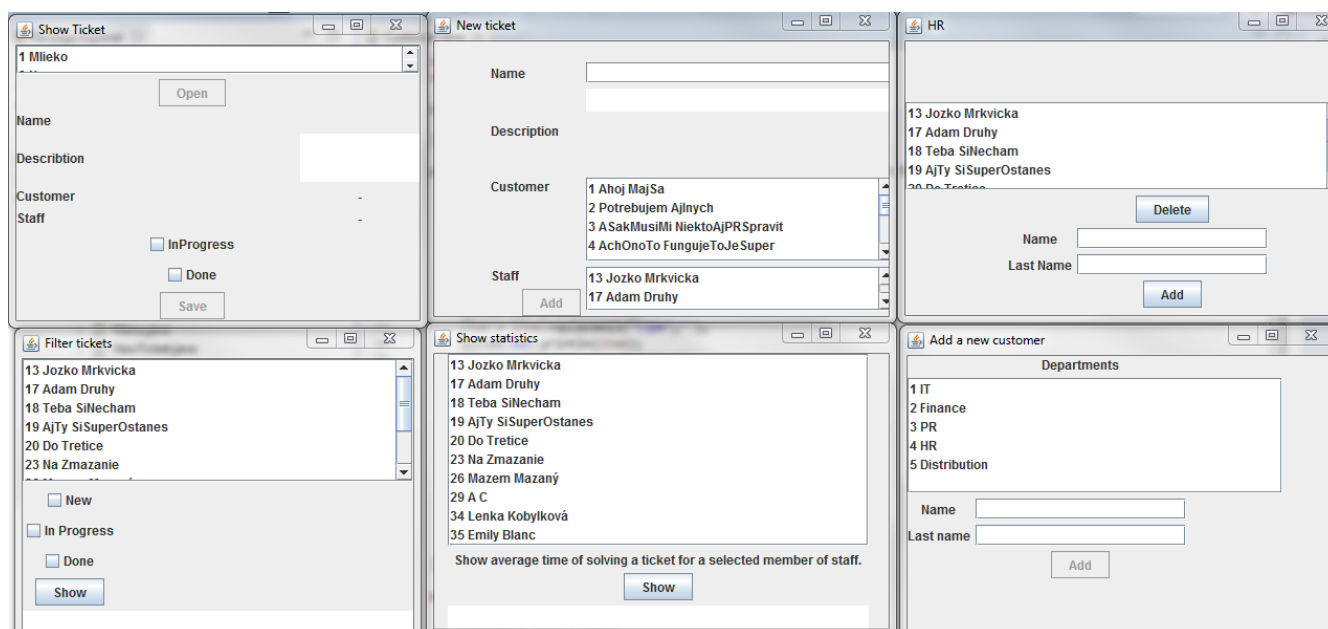 Show Ticket
1 Mlieko
Open
Name
Describtion
Customer -
Staff -
InProgress
Done
Save
New ticket
Name
Description
Customer
1 Ahoj MajSa
2 Potrebujem AjInych
3 ASakMusiMi NiektoAjPRSpravit
4 AchOnoTo FungujeToJeSuper
Staff
13 Jozko Mrkvicka
17 Adam Druhy
Add
HR
13 Jozko Mrkvicka
17 Adam Druhy
18 Teba SiNecham
19 AjTy SiSuperOstanes
20 Do Tretice
Delete
Name
Last Name
Add
Filter tickets
13 Jozko Mrkvicka
17 Adam Druhy
18 Teba SiNecham
19 AjTy SiSuperOstanes
20 Do Tretice
23 Na Zmazanie
New
In Progress
Done
Show
Show statistics
13 Jozko Mrkvicka
17 Adam Druhy
18 Teba SiNecham
19 AjTy SiSuperOstanes
20 Do Tretice
23 Na Zmazanie
26 Mazem Mazaný
29 A C
34 Lenka Kobylková
35 Emily Blanc
Show average time of solving a ticket for a selected member of staff.
Show
Add a new customer
Departments
1 IT
2 Finance
3 PR
4 HR
5 Distribution
Name
Last name
Add